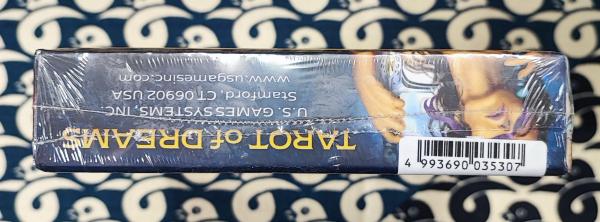 TAROT of DREAMS
U.S. GAMES SYSTEMS, INC.
Stamford, CT 06902 USA
www.usgamesinc.com
4 993690 035307